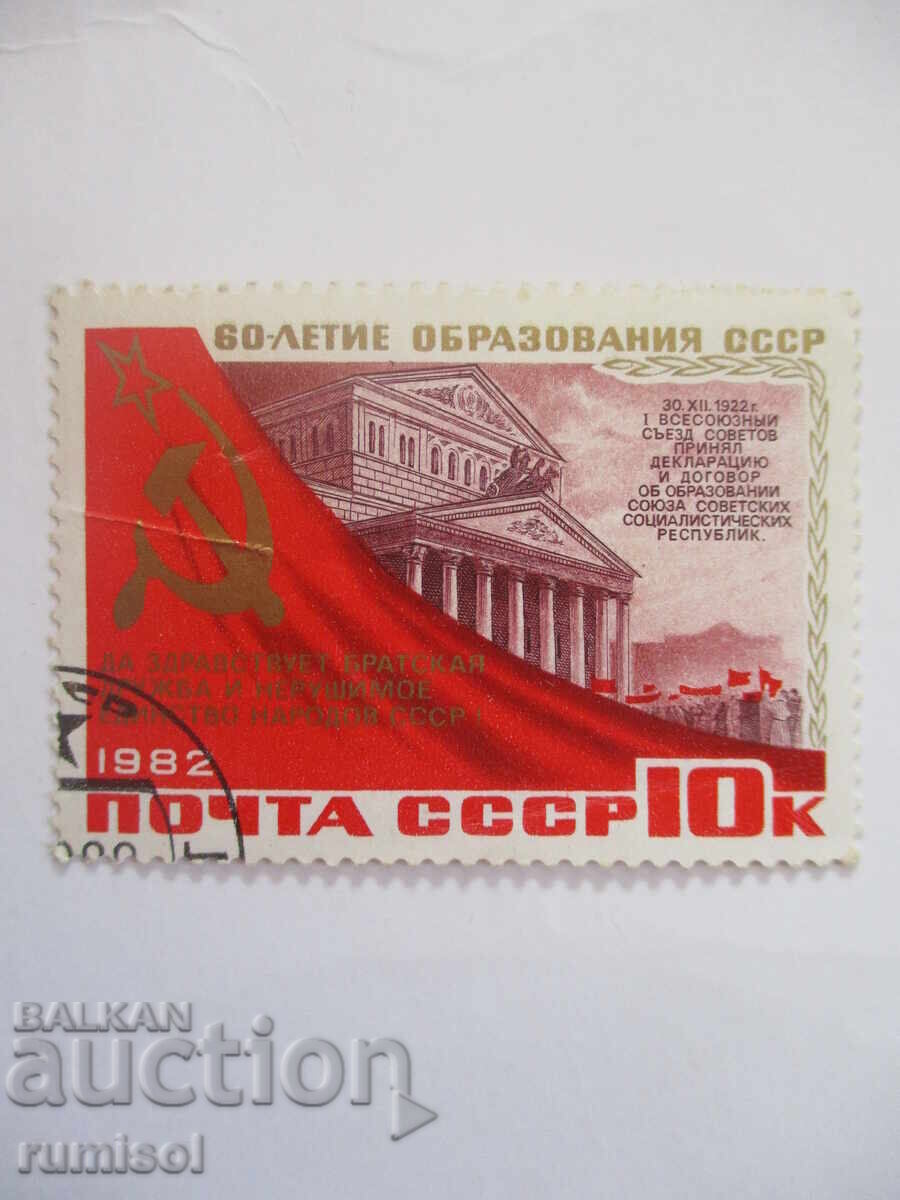 60-ЛЕТИЕ ОБРАЗОВАНИЯ СССР
30.XII.1922г.
I ВСЕСОЮЗНЫЙ
СЪЕЗД СОВЕТОВ
ПРИНЯЛ
ДЕКЛАРАЦИЮ
И ДОГОВОР
ОБ ОБРАЗОВАНИИ
СОЮЗА СОВЕТСКИХ
СОЦИАЛИСТИЧЕСКИХ
РЕСПУБЛИК.
ДА ЗДРАВСТВУЕТ БРАТСКАЯ
ДРУЖБА И НЕРУШИМОЕ
ЕДИНСТВО НАРОДОВ СССР!
1982
ПОЧТА СССР 10К
BALKAN
auction
rumisol